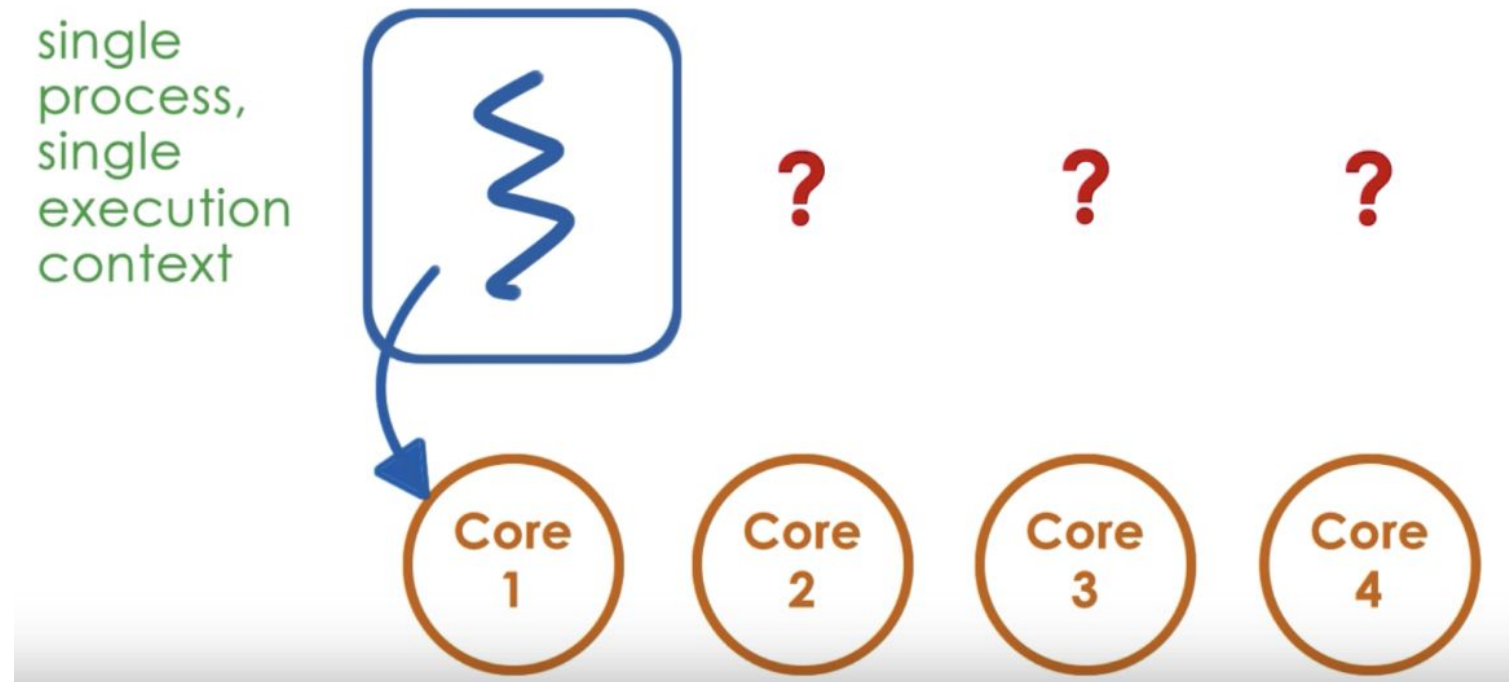 single
process,
single
execution
context
? ? ?
Core
1
Core
2
Core
3
Core
4